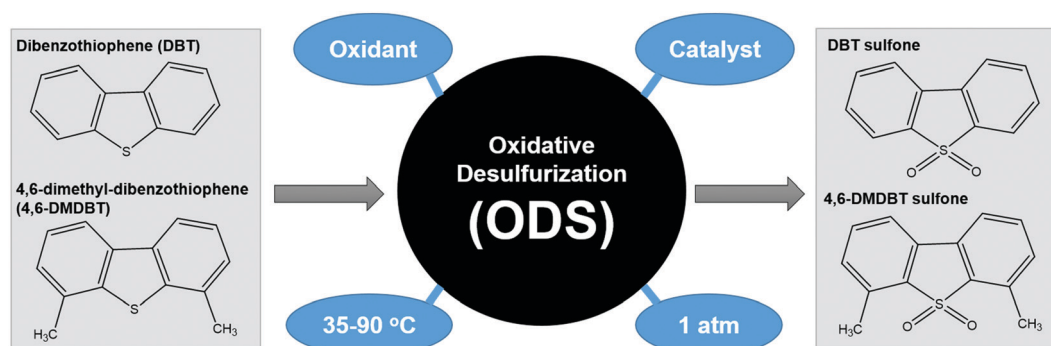 Dibenzothiophene (DBT)
S
4,6-dimethyl-dibenzothiophene
(4,6-DMDBT)
S
H₃C
CH₃
Oxidant
Catalyst
Oxidative
Desulfurization
(ODS)
35-90 ºC
1 atm
DBT sulfone
S
O
O
4,6-DMDBT sulfone
S
O
O
H₃C
CH₃